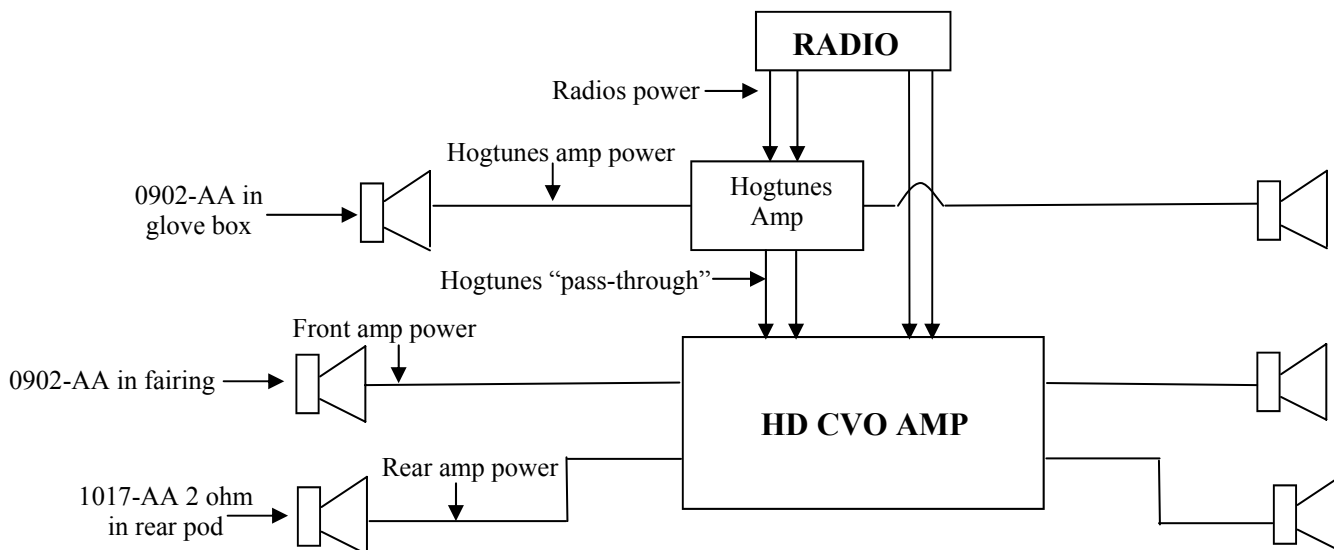 RADIO
Radios power
Hogtunes amp power
0902-AA in
glove box
Hogtunes
Amp
Hogtunes “pass-through”
Front amp power
0902-AA in fairing
HD CVO AMP
Rear amp power
1017-AA 2 ohm
in rear pod